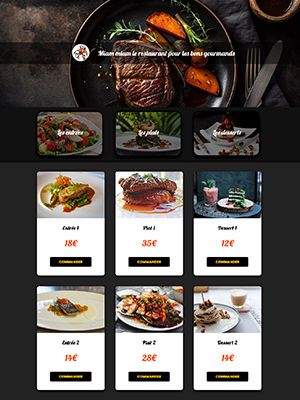 Miam miam le restaurant pour les bons gourmands
Les entrées Les plats Les desserts
Entrée 1 Plat 1 Dessert 1
18€ 35€ 12€
COMMANDER COMMANDER COMMANDER
Entrée 2 Plat 2 Dessert 2
14€ 28€ 14€
COMMANDER COMMANDER COMMANDER